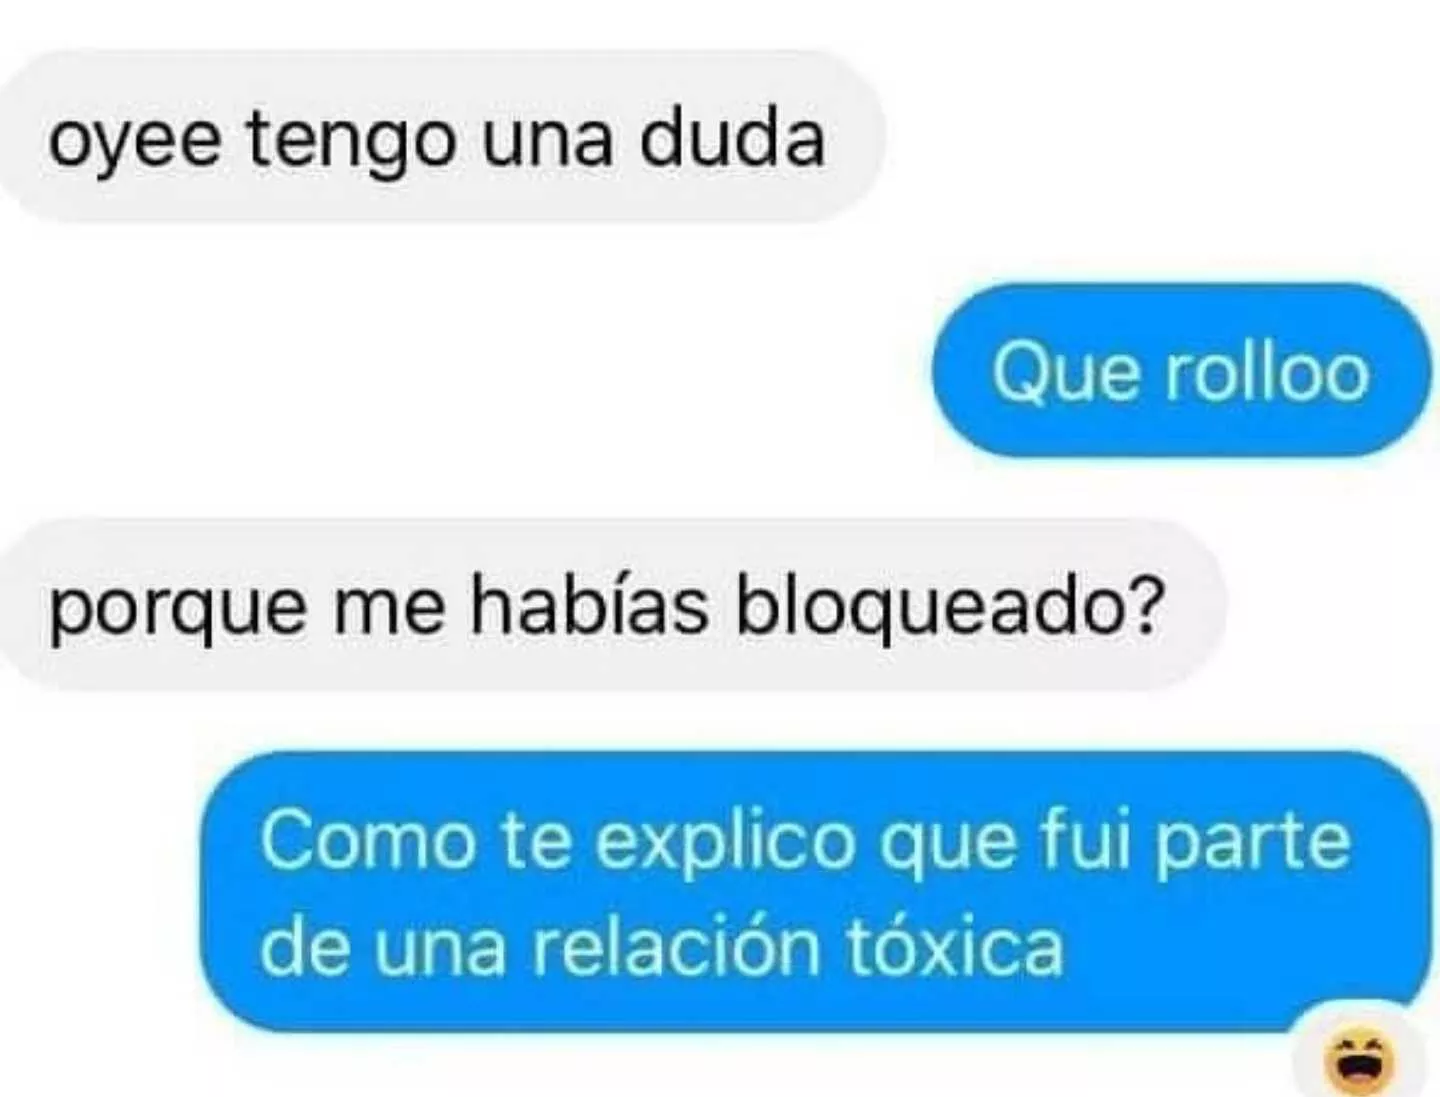 oyee tengo una duda
Que rolloo
porque me habías bloqueado?
Como te explico que fui parte
de una relación tóxica